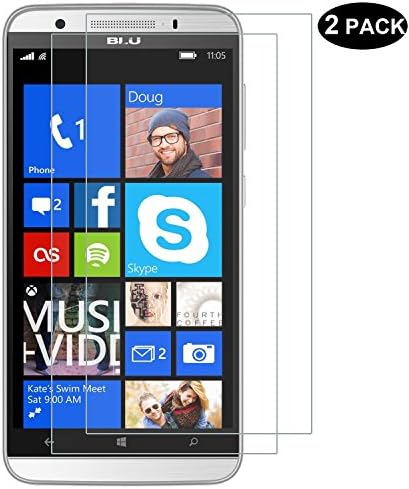 2 PACK
BLU
11:05
1
Doug
Phone
2
f
S
Skype
MUSI
+VIDE
FOURTH
COFFEE
2
Kate's Swim Meet
Sat 9:00 AM